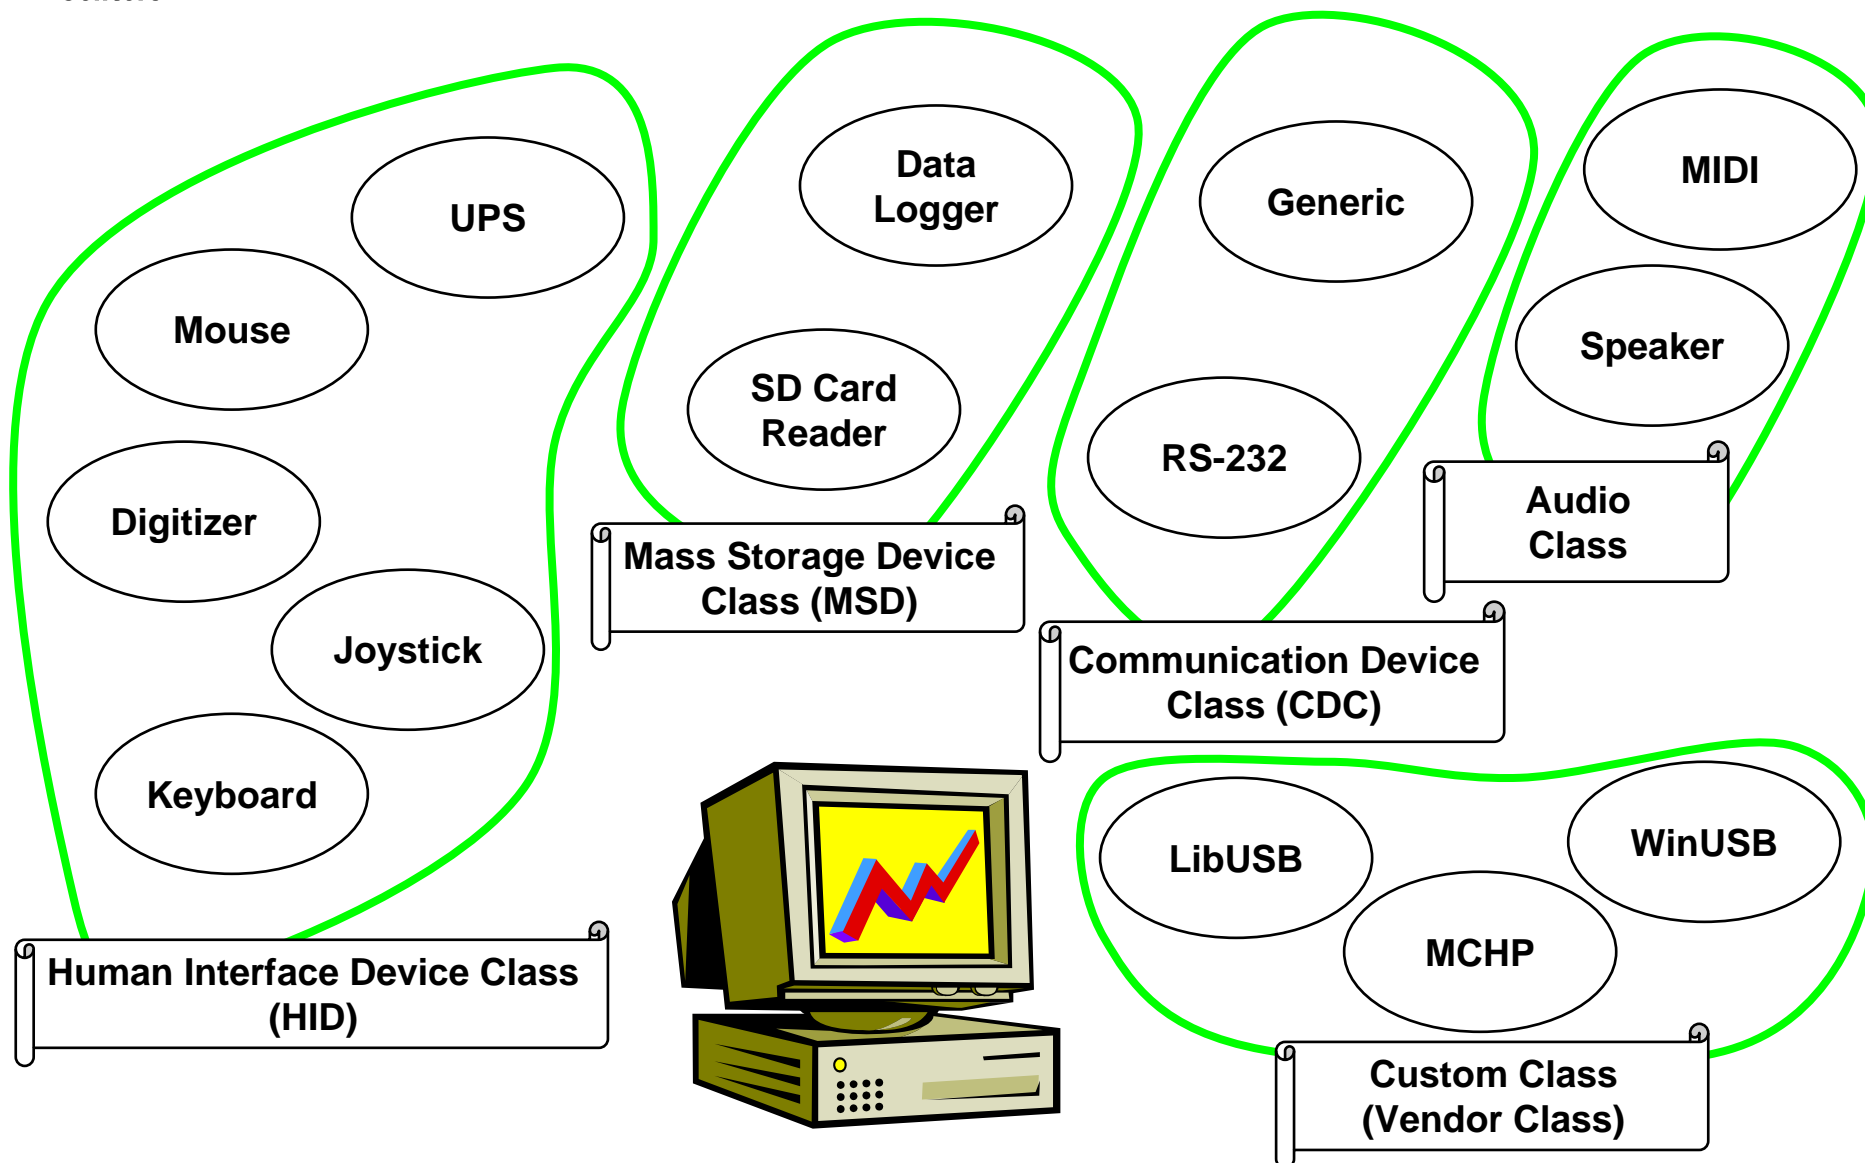 UPS
Mouse
Digitizer
Joystick
Keyboard
Human Interface Device Class
(HID)
Data
Logger
SD Card
Reader
Mass Storage Device
Class (MSD)
Generic
RS-232
Communication Device
Class (CDC)
MIDI
Speaker
Audio
Class
LibUSB
WinUSB
MCHP
Custom Class
(Vendor Class)